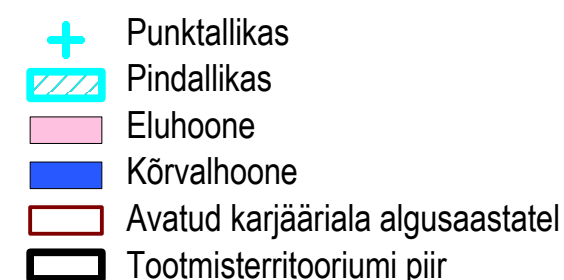 Punktallikas
Pindallikas
Eluhoone
Kõrvalhoone
Avatud karjääriala algusaastatel
Tootmisterritooriumi piir